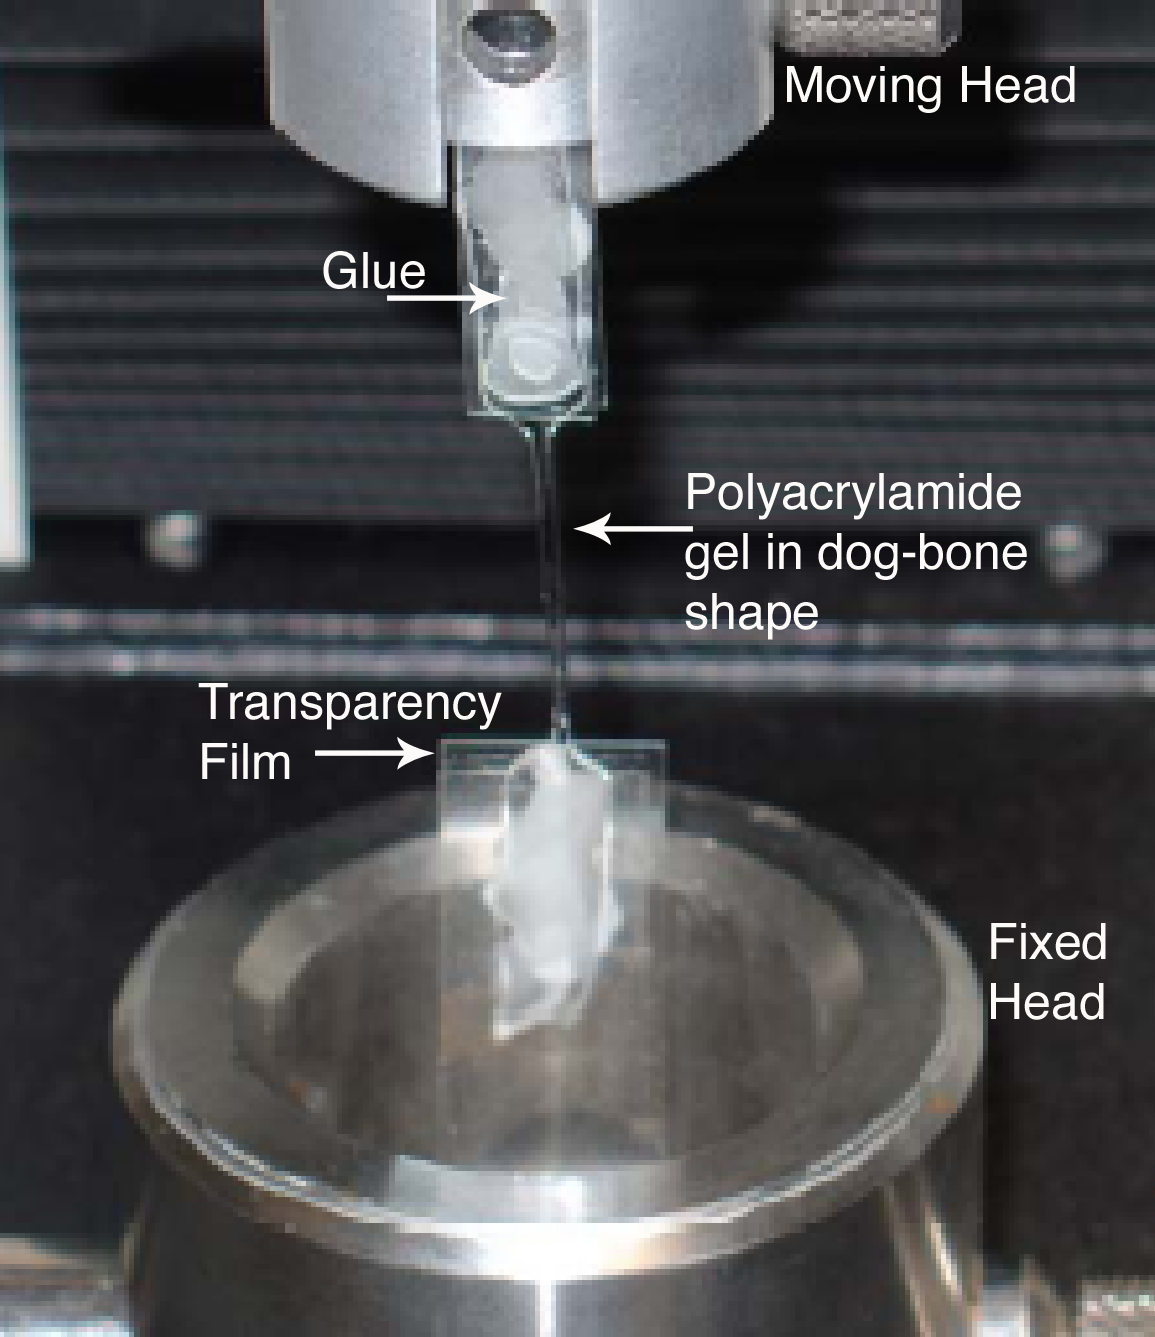 Moving Head
Glue
Polyacrylamide
gel in dog-bone
shape
Transparency
Film
Fixed
Head